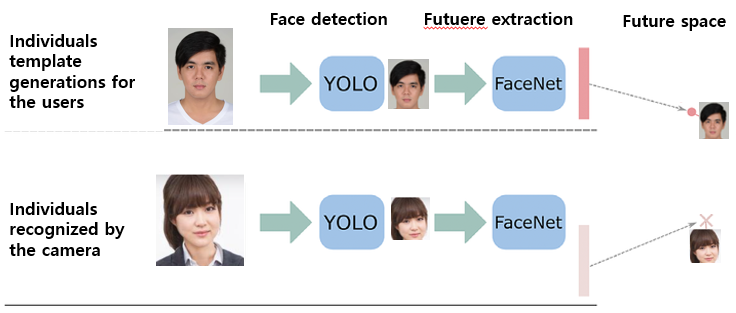 Face detection
Futuere extraction
Future space
Individuals
template
generations for
the users
YOLO
FaceNet
Individuals
recognized by
the camera
YOLO
FaceNet